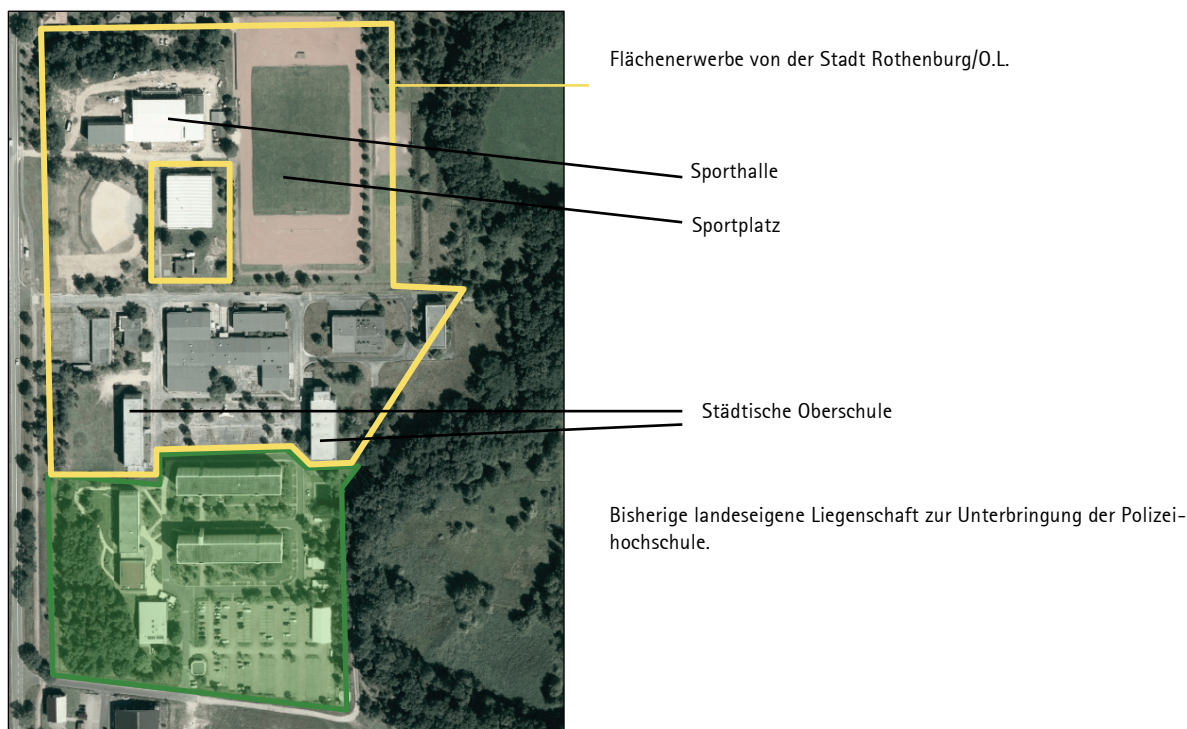 Flächenerwerbe von der Stadt Rothenburg/O.L.
Sporthalle
Sportplatz
Städtische Oberschule
Bisherige landeseigene Liegenschaft zur Unterbringung der Polizei-
hochschule.